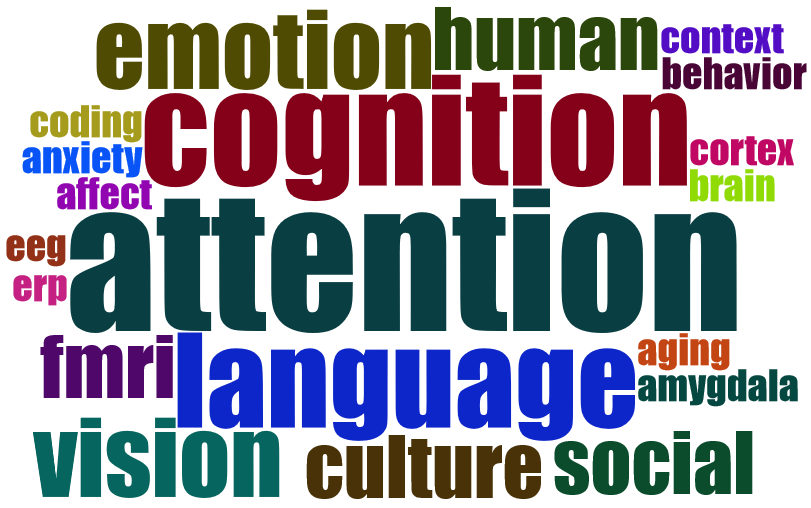 emotion
human
context
behavior
coding
cognition
anxiety
cortex
affect
brain
attention
eeg
erp
fmri
language
aging
amygdala
vision
culture
social